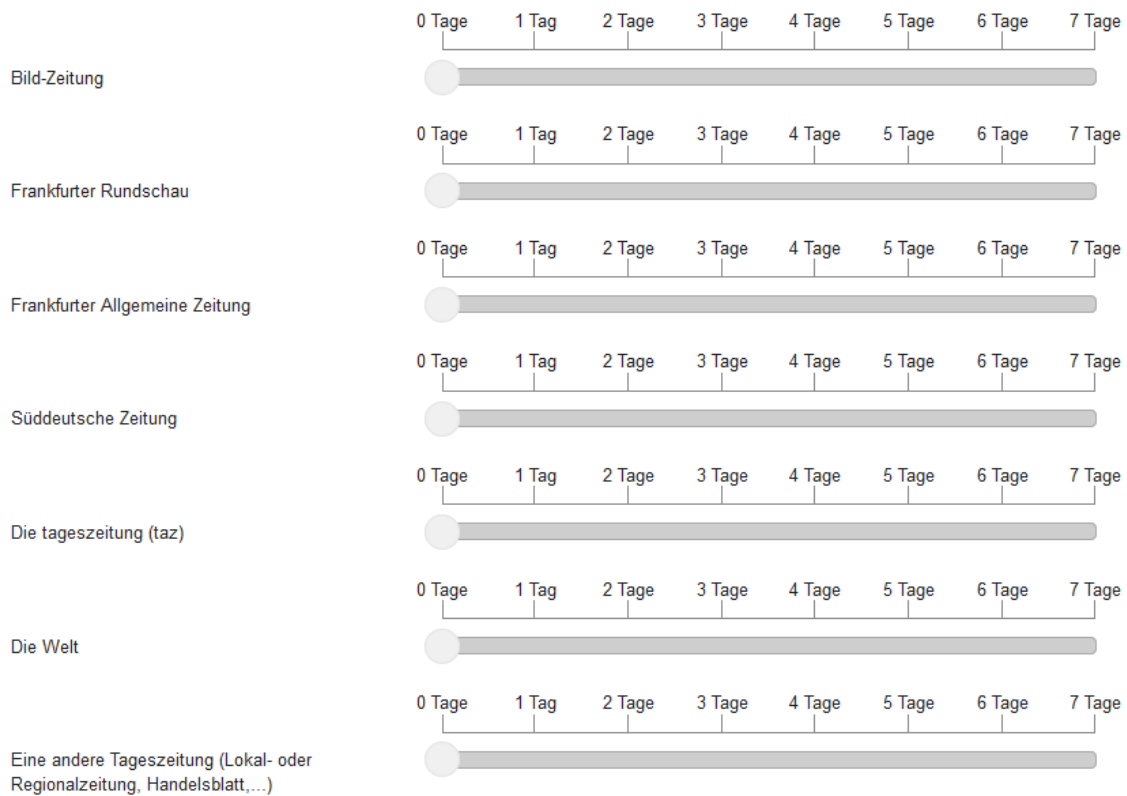 0 Tage 1 Tag 2 Tage 3 Tage 4 Tage 5 Tage 6 Tage 7 Tage
Bild-Zeitung
0 Tage 1 Tag 2 Tage 3 Tage 4 Tage 5 Tage 6 Tage 7 Tage
Frankfurter Rundschau
0 Tage 1 Tag 2 Tage 3 Tage 4 Tage 5 Tage 6 Tage 7 Tage
Frankfurter Allgemeine Zeitung
0 Tage 1 Tag 2 Tage 3 Tage 4 Tage 5 Tage 6 Tage 7 Tage
Süddeutsche Zeitung
0 Tage 1 Tag 2 Tage 3 Tage 4 Tage 5 Tage 6 Tage 7 Tage
Die tageszeitung (taz)
0 Tage 1 Tag 2 Tage 3 Tage 4 Tage 5 Tage 6 Tage 7 Tage
Die Welt
0 Tage 1 Tag 2 Tage 3 Tage 4 Tage 5 Tage 6 Tage 7 Tage
Eine andere Tageszeitung (Lokal- oder
Regionalzeitung, Handelsblatt,...)